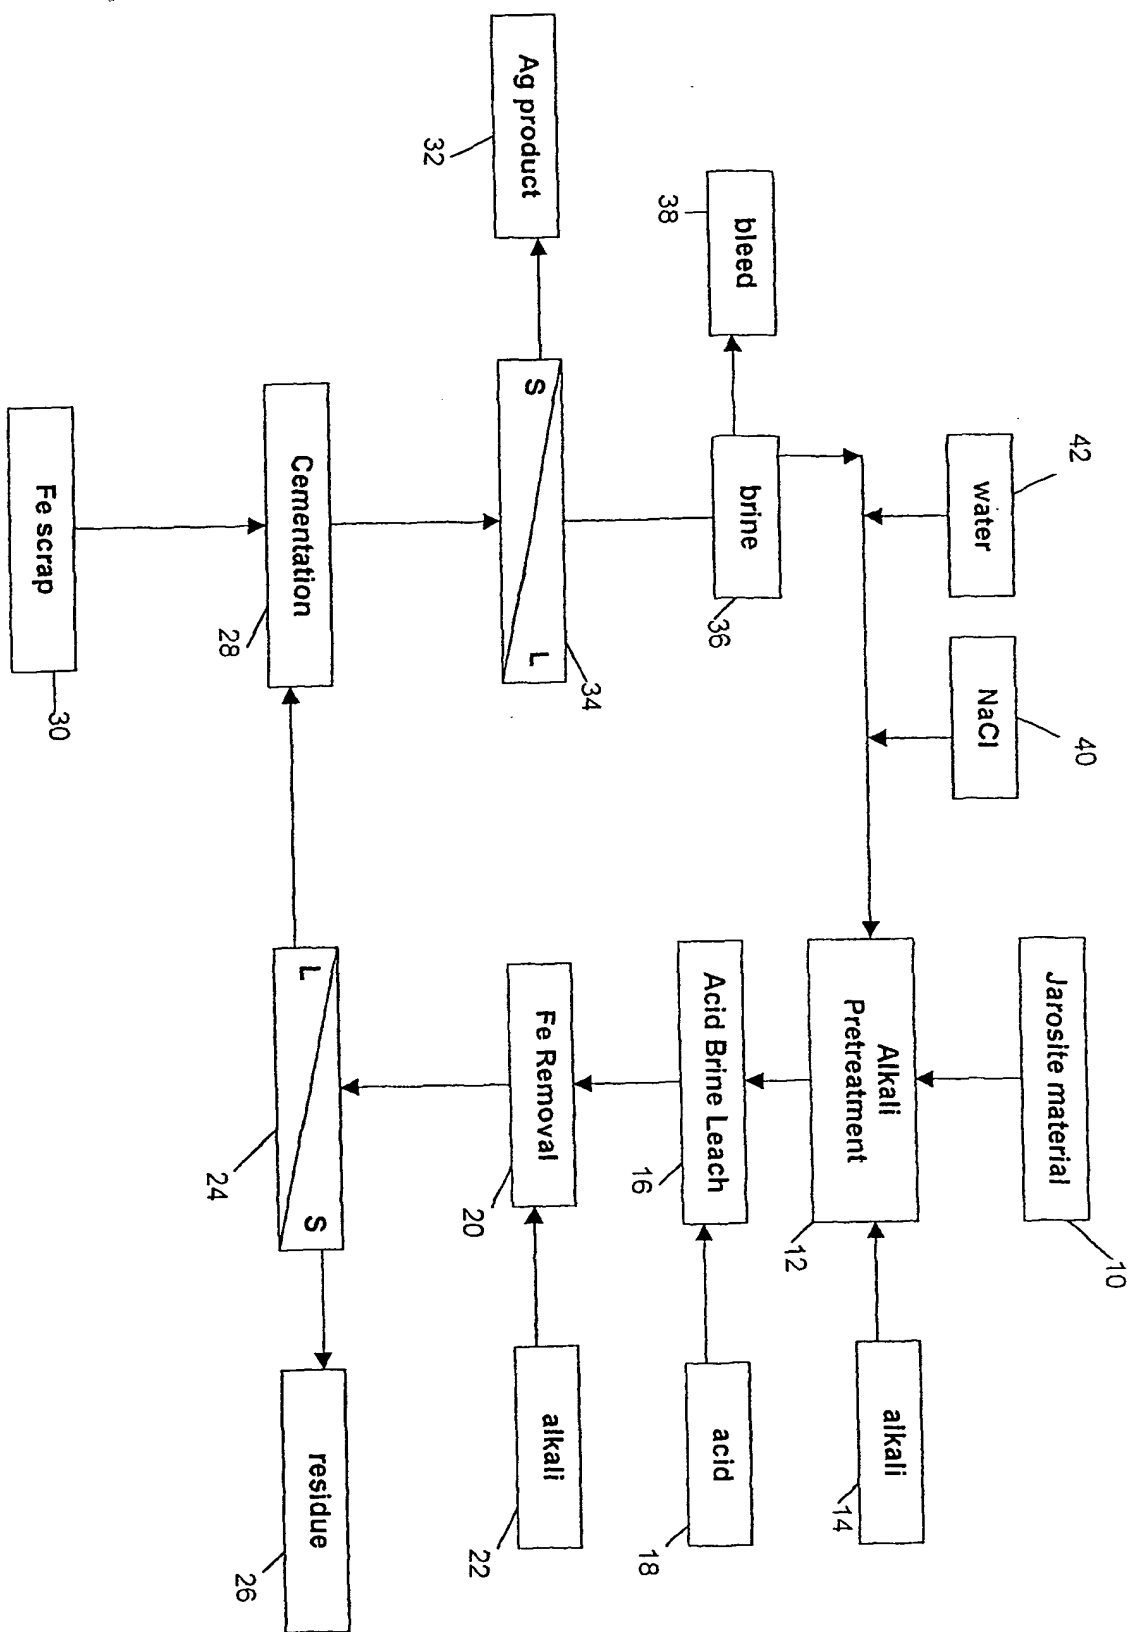 Jarosite material
10
Alkali
Pretreatment
12
alkali
14
Acid Brine Leach
16
acid
18
Fe Removal
20
alkali
22
L
S
24
residue
26
water
42
NaCl
40
brine
36
bleed
38
S
L
34
Ag product
32
Cementation
28
Fe scrap
30